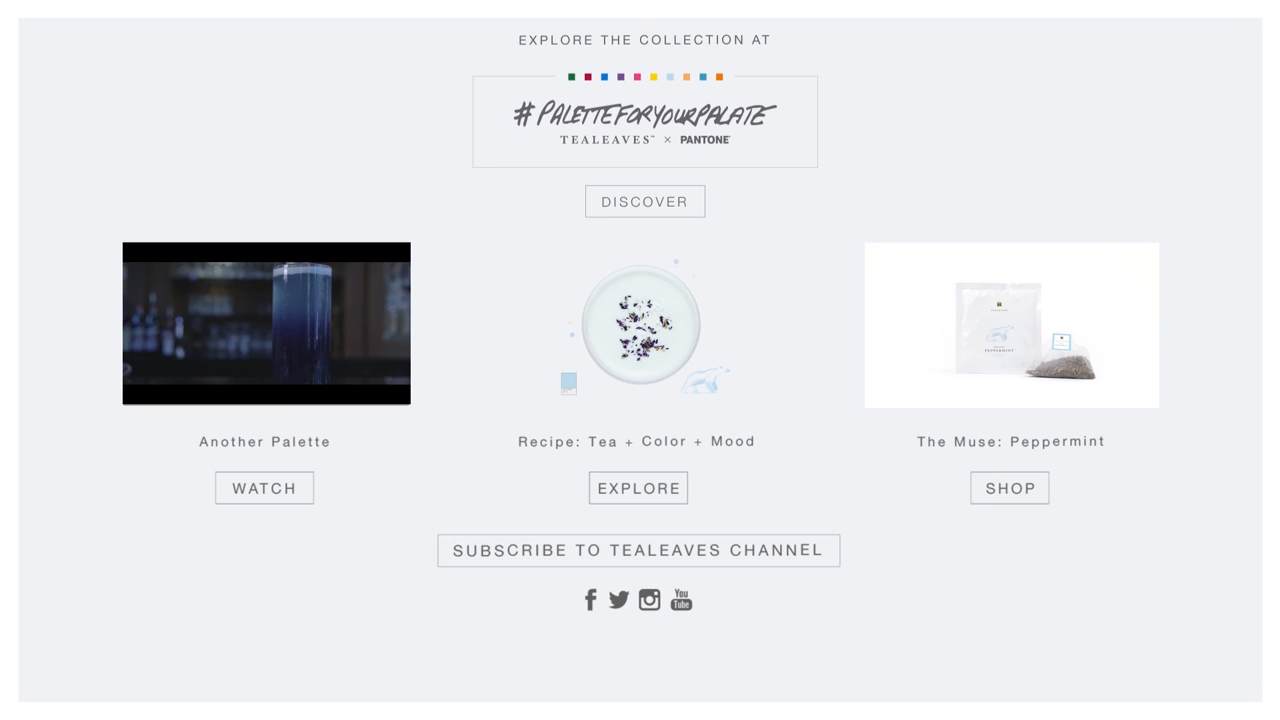 EXPLORE THE COLLECTION AT
#PALETTEFORYOURPALATE
TEALEAVES™ × PANTONE
DISCOVER
PEPPERMINT
Another Palette
Recipe: Tea + Color + Mood
The Muse: Peppermint
WATCH
EXPLORE
SHOP
SUBSCRIBE TO TEALEAVES CHANNEL
You
Tube